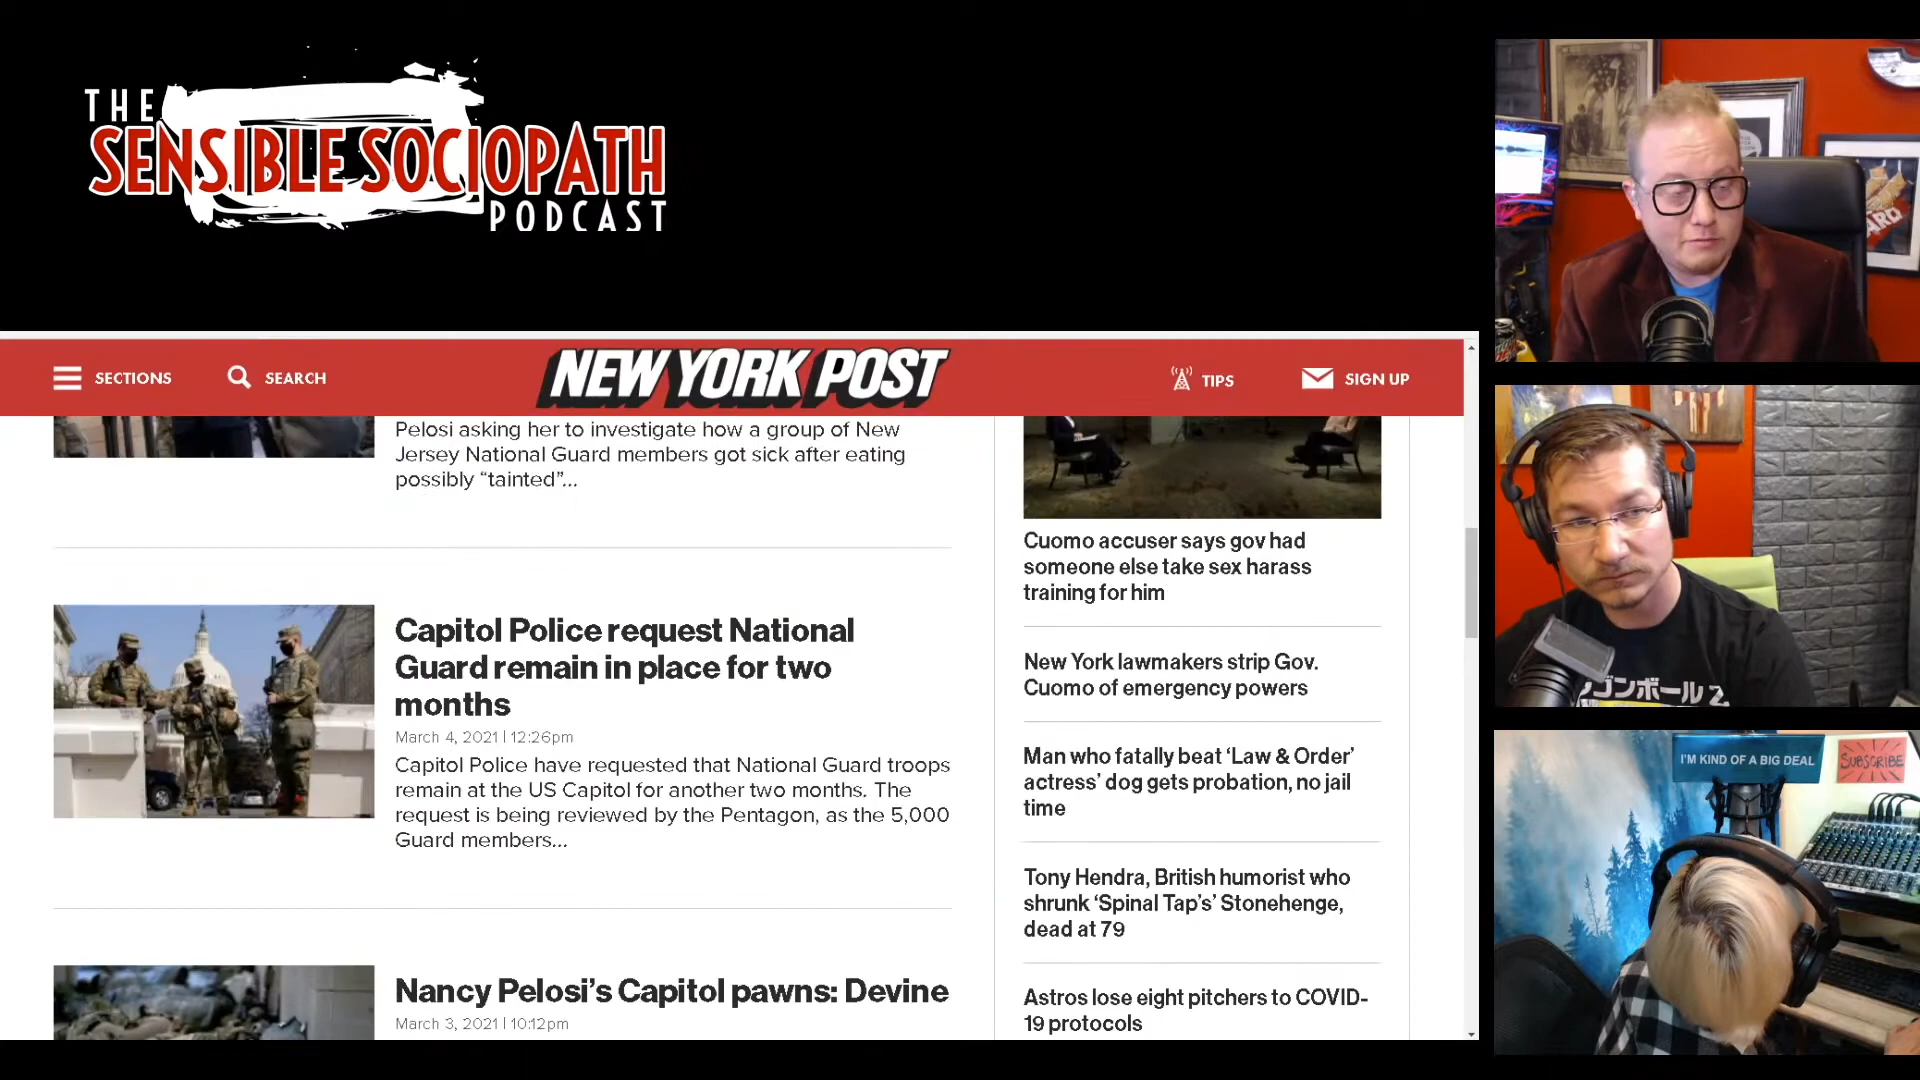 THE
SENSIBLE SOCIOPATH
PODCAST
SECTIONS
SEARCH
NEW YORK POST
TIPS
SIGN UP
Pelosi asking her to investigate how a group of New
Jersey National Guard members got sick after eating
possibly “tainted”...
Capitol Police request National
Guard remain in place for two
months
March 4, 2021 | 12:26pm
Capitol Police have requested that National Guard troops
remain at the US Capitol for another two months. The
request is being reviewed by the Pentagon, as the 5,000
Guard members...
Nancy Pelosi’s Capitol pawns: Devine
March 3, 2021 | 10:12pm
Cuomo accuser says gov had
someone else take sex harass
training for him
New York lawmakers strip Gov.
Cuomo of emergency powers
Man who fatally beat ‘Law & Order’
actress’ dog gets probation, no jail
time
Tony Hendra, British humorist who
shrunk ‘Spinal Tap’s’ Stonehenge,
dead at 79
Astros lose eight pitchers to COVID-
19 protocols
ゴンボールZ
I'M KIND OF A BIG DEAL
SUBSCRIBE